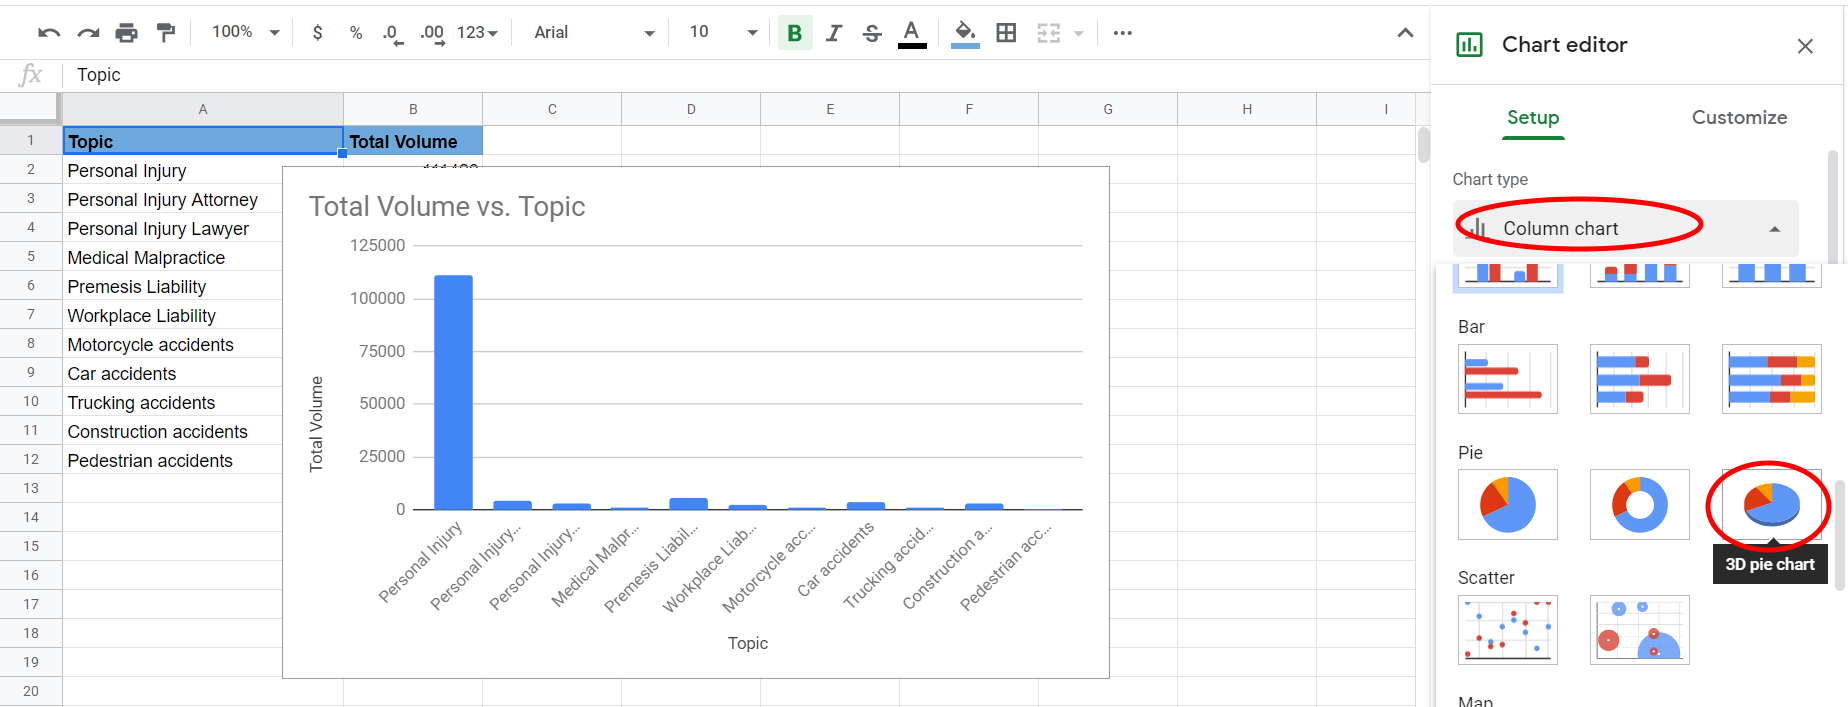 100% $ % .0 .00 123 Arial 10 B I S A
Chart editor
fx Topic
A B C D E F G H I
Setup Customize
1 Topic Total Volume
2 Personal Injury
3 Personal Injury Attorney
4 Personal Injury Lawyer
5 Medical Malpractice
6 Premesis Liability
7 Workplace Liability
8 Motorcycle accidents
9 Car accidents
10 Trucking accidents
11 Construction accidents
12 Pedestrian accidents
13
14
15
16
17
18
19
20
Total Volume vs. Topic
125000
100000
75000
50000
25000
0
Total Volume
Personal Injury
Personal Injury...
Personal Injury...
Medical Malpr...
Premesis Liabil...
Workplace Liab...
Motorcycle acc...
Car accidents
Trucking accid...
Construction a...
Pedestrian acc...
Topic
Chart type
Column chart
Bar
Pie
3D pie chart
Scatter
Map